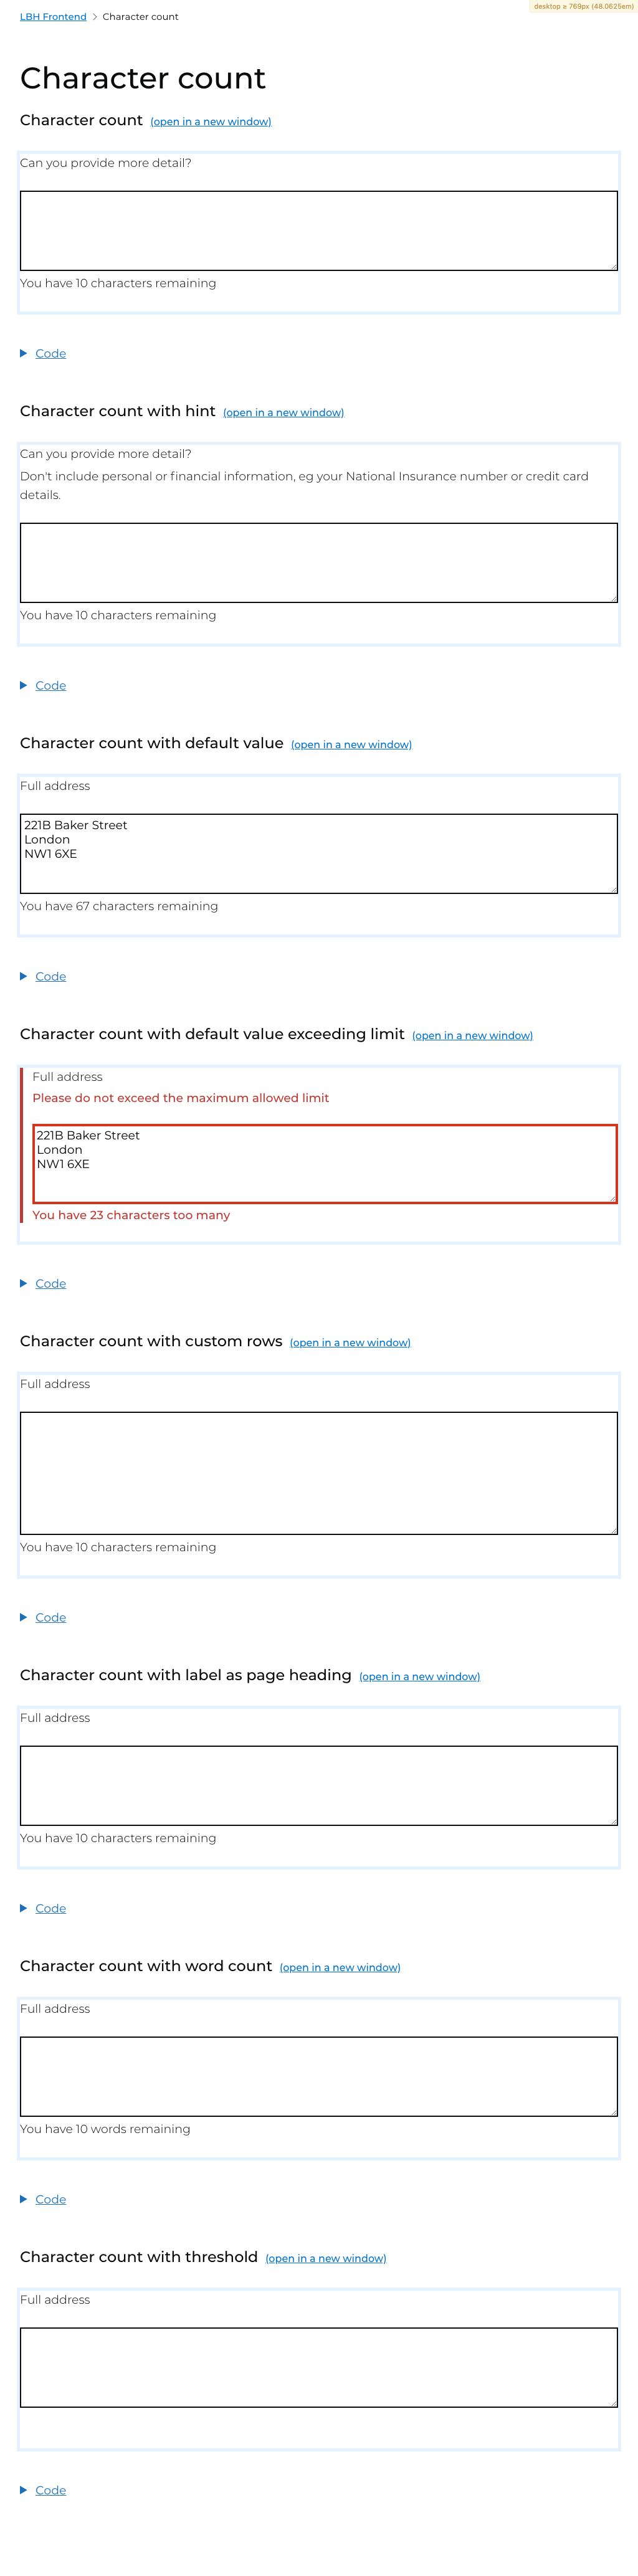 desktop ≥ 769px (48.0625em)
LBH Frontend > Character count
Character count
Character count (open in a new window)
Can you provide more detail?
You have 10 characters remaining
Code
Character count with hint (open in a new window)
Can you provide more detail?
Don't include personal or financial information, eg your National Insurance number or credit card
details.
You have 10 characters remaining
Code
Character count with default value (open in a new window)
Full address
221B Baker Street
London
NW1 6XE
You have 67 characters remaining
Code
Character count with default value exceeding limit (open in a new window)
Full address
Please do not exceed the maximum allowed limit
221B Baker Street
London
NW1 6XE
You have 23 characters too many
Code
Character count with custom rows (open in a new window)
Full address
You have 10 characters remaining
Code
Character count with label as page heading (open in a new window)
Full address
You have 10 characters remaining
Code
Character count with word count (open in a new window)
Full address
You have 10 words remaining
Code
Character count with threshold (open in a new window)
Full address
Code